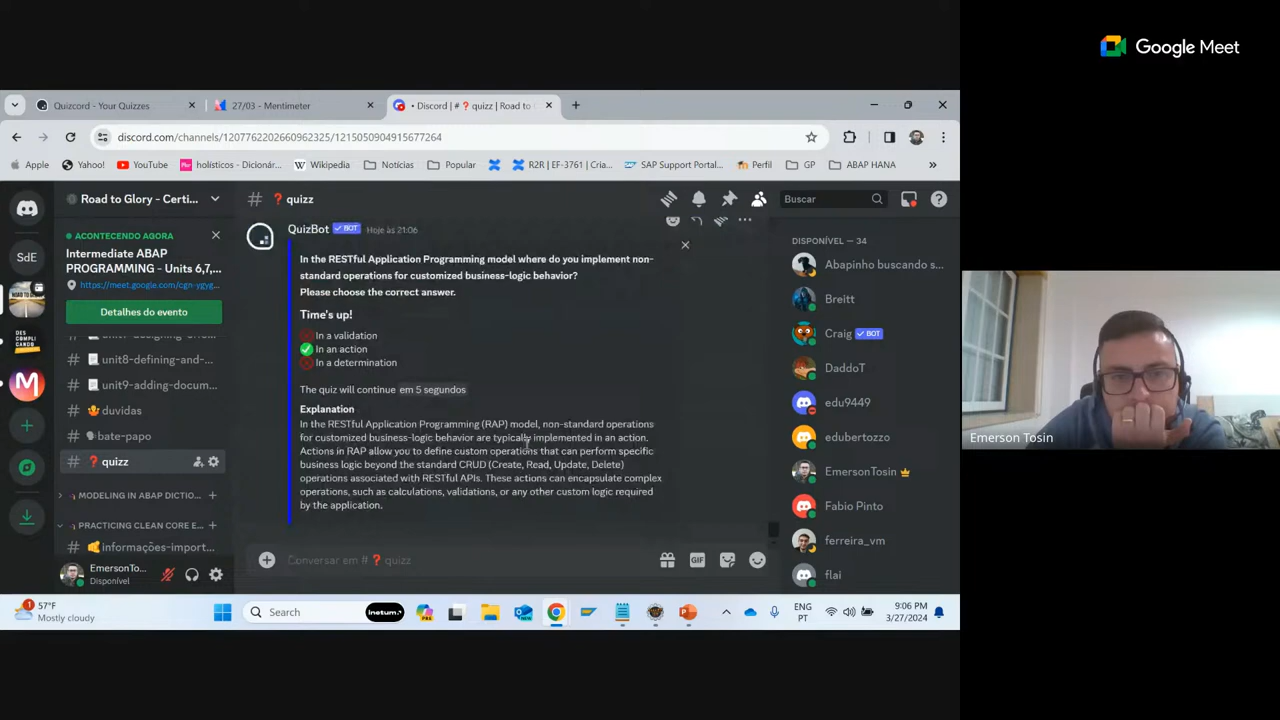 Google Meet
Quizcord - Your Quizzes
27/03 - Mentimeter
• Discord | # ❓quizz | Road to
discord.com/channels/1207762202660962325/1215050904915677264
Apple
Yahoo!
YouTube
holísticos - Dicionár...
Wikipedia
Notícias
Popular
R2R | EF-3761 | Cria...
SAP Support Portal...
Perfil
GP
ABAP HANA
Road to Glory - Certi...
# ❓quizz
Buscar
SdE
ACONTECENDO AGORA
Intermediate ABAP
PROGRAMMING - Units 6,7,...
https://meet.google.com/cgn-ygyg...
Detalhes do evento
unit8-defining-and-...
unit9-adding-docum...
duvidas
bate-papo
quizz
MODELING IN ABAP DICTIO...
PRACTICING CLEAN CORE E...
Informações-import...
EmersonTo...
Disponível
QuizBot BOT Hoje às 21:06
In the RESTful Application Programming model where do you implement non-
standard operations for customized business-logic behavior?
Please choose the correct answer.
Time's up!
In a validation
In an action
In a determination
The quiz will continue em 5 segundos
Explanation
In the RESTful Application Programming (RAP) model, non-standard operations
for customized business-logic behavior are typically implemented in an action.
Actions in RAP allow you to define custom operations that can perform specific
business logic beyond the standard CRUD (Create, Read, Update, Delete)
operations associated with RESTful APIs. These actions can encapsulate complex
operations, such as calculations, validations, or any other custom logic required
by the application.
Conversar em # ❓quizz
GIF
DISPONÍVEL — 34
Abapinho buscando s...
Breitt
Craig BOT
DaddoT
edu9449
edubertozzo
EmersonTosin
Fabio Pinto
ferreira_vm
flai
Emerson Tosin
57°F
Mostly cloudy
Search
inetum.
ENG
PT
9:06 PM
3/27/2024